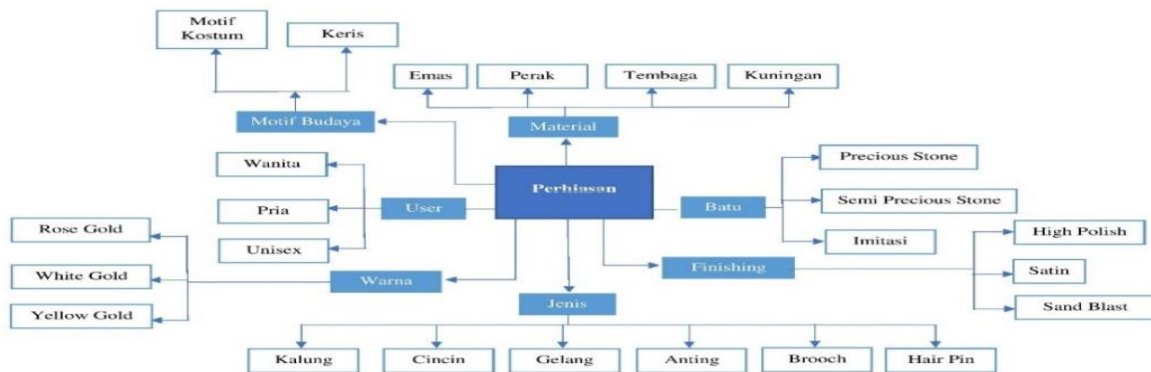 Motif
Kostum
Keris
Emas
Perak
Tembaga
Kuningan
Motif Budaya
Material
Wanita
Perhiasan
Precious Stone
User
Batu
Pria
Semi Precious Stone
Unisex
Imitasi
Rose Gold
High Polish
White Gold
Warna
Finishing
Satin
Yellow Gold
Jenis
Sand Blast
Kalung
Cincin
Gelang
Anting
Brooch
Hair Pin